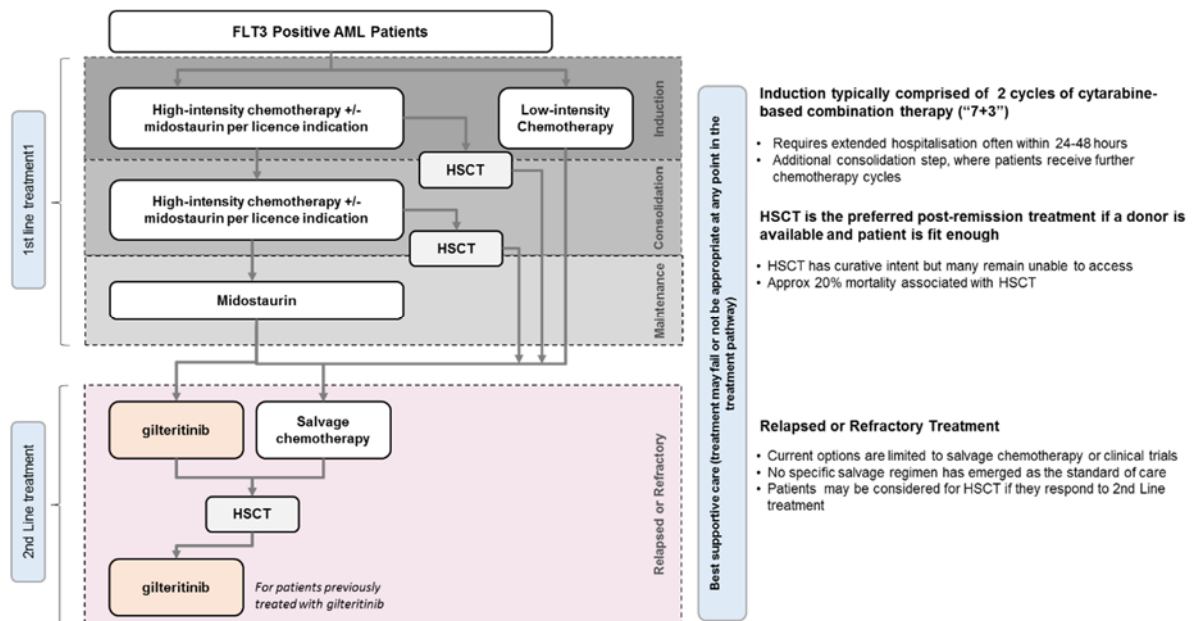 FLT3 Positive AML Patients
1st line treatment1
High-intensity chemotherapy +/-
midostaurin per licence indication
Low-intensity
Chemotherapy
Induction
HSCT
High-intensity chemotherapy +/-
midostaurin per licence indication
Consolidation
HSCT
Midostaurin
Maintenance
2nd Line treatment
gilteritinib
Salvage
chemotherapy
HSCT
gilteritinib
For patients previously
treated with gilteritinib
Relapsed or Refractory
Best supportive care (treatment may fail or not be appropriate at any point in the
treatment pathway)
Induction typically comprised of 2 cycles of cytarabine-
based combination therapy (“7+3”)
• Requires extended hospitalisation often within 24-48 hours
• Additional consolidation step, where patients receive further
chemotherapy cycles
HSCT is the preferred post-remission treatment if a donor is
available and patient is fit enough
• HSCT has curative intent but many remain unable to access
• Approx 20% mortality associated with HSCT
Relapsed or Refractory Treatment
• Current options are limited to salvage chemotherapy or clinical trials
• No specific salvage regimen has emerged as the standard of care
• Patients may be considered for HSCT if they respond to 2nd Line
treatment